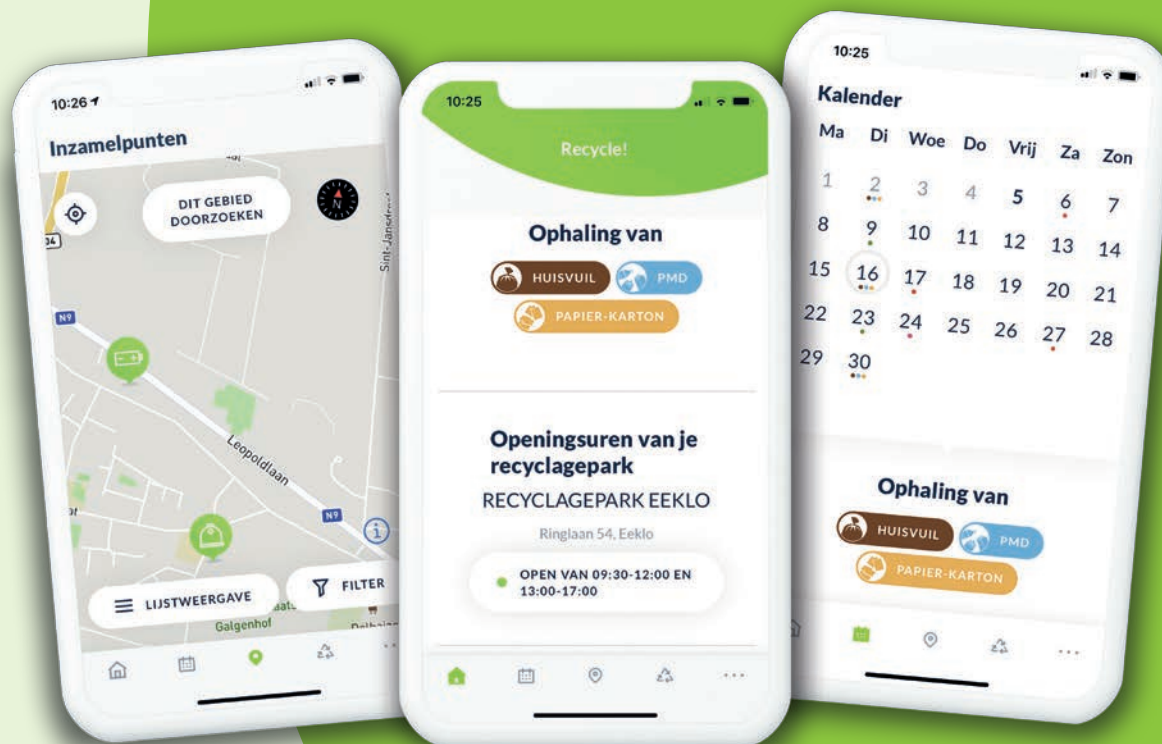 10:26
Inzamelpunten
DIT GEBIED
DOORZOEKEN
N
Sint-Jansdreef
N9
Leopoldlaan
N9
LIJSTWEERGAVE
FILTER
Galgenhof
10:25
Recycle!
Ophaling van
HUISVUIL
PMD
PAPIER-KARTON
Openingsuren van je
recyclagepark
RECYCLAGEPARK EEKLO
Ringlaan 54, Eeklo
OPEN VAN 09:30-12:00 EN
13:00-17:00
10:25
Kalender
Ma Di Woe Do Vrij Za Zon
1 2 3 4 5 6 7
8 9 10 11 12 13 14
15 16 17 18 19 20 21
22 23 24 25 26 27 28
29 30
Ophaling van
HUISVUIL
PMD
PAPIER-KARTON